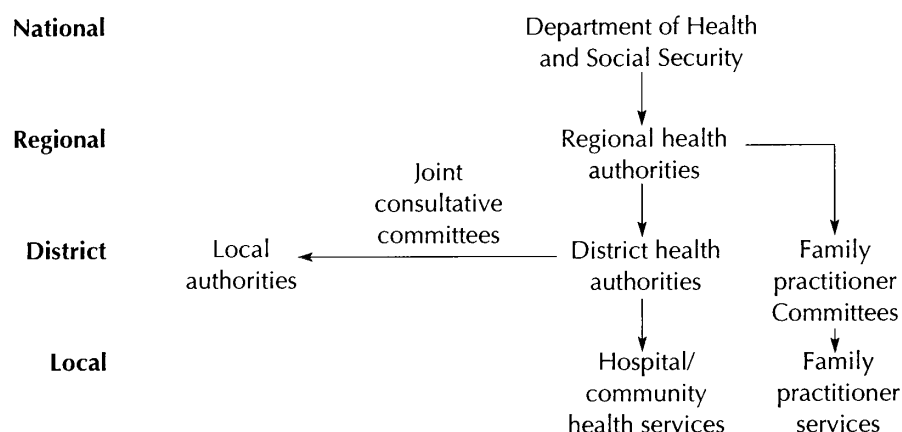 National
Department of Health
and Social Security
Regional
Regional health
authorities
Joint
consultative
committees
District
Local
authorities
District health
authorities
Family
practitioner
Committees
Local
Hospital/
community
health services
Family
practitioner
services